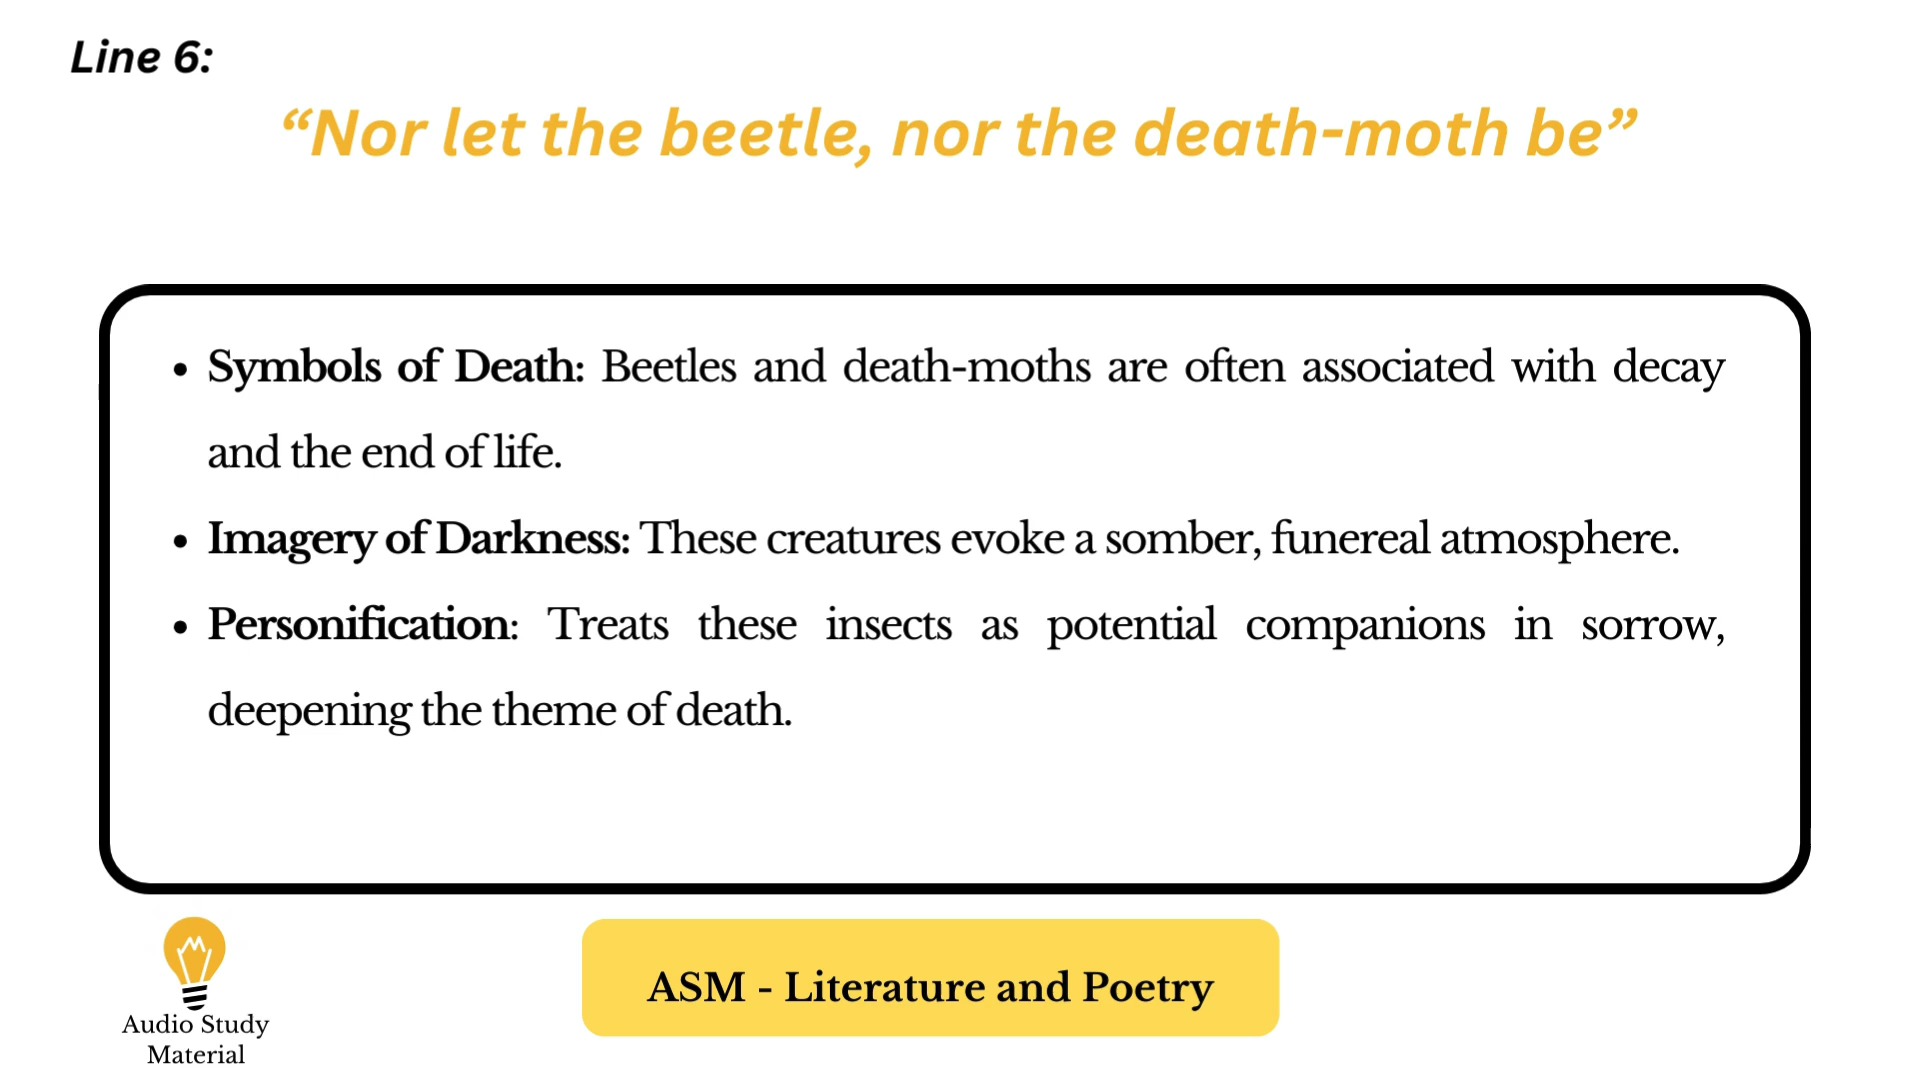 Line 6:
“Nor let the beetle, nor the death-moth be”
• Symbols of Death: Beetles and death-moths are often associated with decay
and the end of life.
• Imagery of Darkness: These creatures evoke a somber, funereal atmosphere.
• Personification: Treats these insects as potential companions in sorrow,
deepening the theme of death.
ASM - Literature and Poetry
Audio Study
Material